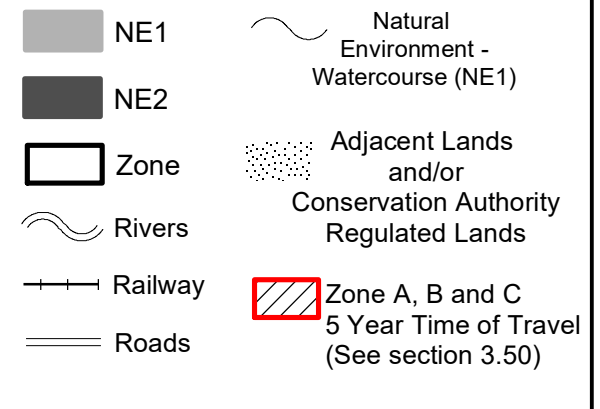 NE1
NE2
Zone
Rivers
Railway
Roads
Natural
Environment -
Watercourse (NE1)
Adjacent Lands
and/or
Conservation Authority
Regulated Lands
Zone A, B and C
5 Year Time of Travel
(See section 3.50)